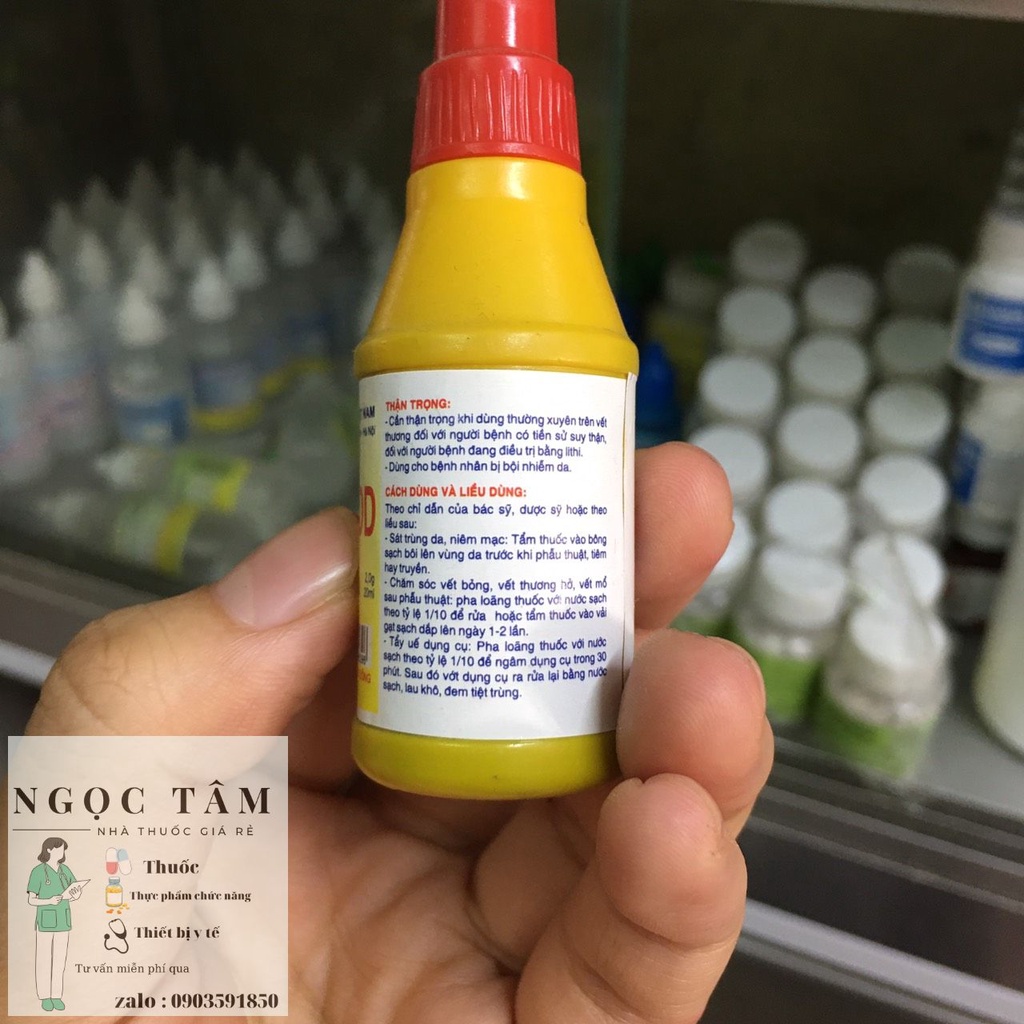 T NAM
Hà Nội
OD
2,0g
20ml
THẬN TRỌNG:
- Cần thận trọng khi dùng thường xuyên trên vết
thương đối với người bệnh có tiền sử suy thận,
đối với người bệnh đang điều trị bằng lithi.
- Dùng cho bệnh nhân bị bội nhiễm da.
CÁCH DÙNG VÀ LIỀU DÙNG:
Theo chỉ dẫn của bác sỹ, dược sỹ hoặc theo
liều sau:
- Sát trùng da, niêm mạc: Tẩm thuốc vào bông
sạch bôi lên vùng da trước khi phẫu thuật, tiêm
hay truyền.
- Chăm sóc vết bỏng, vết thương hở, vết mổ
sau phẫu thuật: pha loãng thuốc với nước sạch
theo tỷ lệ 1/10 để rửa hoặc tẩm thuốc vào vải
gạt sạch dắp lên ngày 1-2 lần.
- Tẩy uế dụng cụ: Pha loãng thuốc với nước
sạch theo tỷ lệ 1/10 để ngâm dụng cụ trong 30
phút. Sau đó vớt dụng cụ ra rửa lại bằng nước
sạch, lau khô, đem tiệt trùng.
NGỌC TÂM
NHÀ THUỐC GIÁ RẺ
Thuốc
Thực phẩm chức năng
Thiết bị y tế
Tư vấn miễn phí qua
zalo : 0903591850